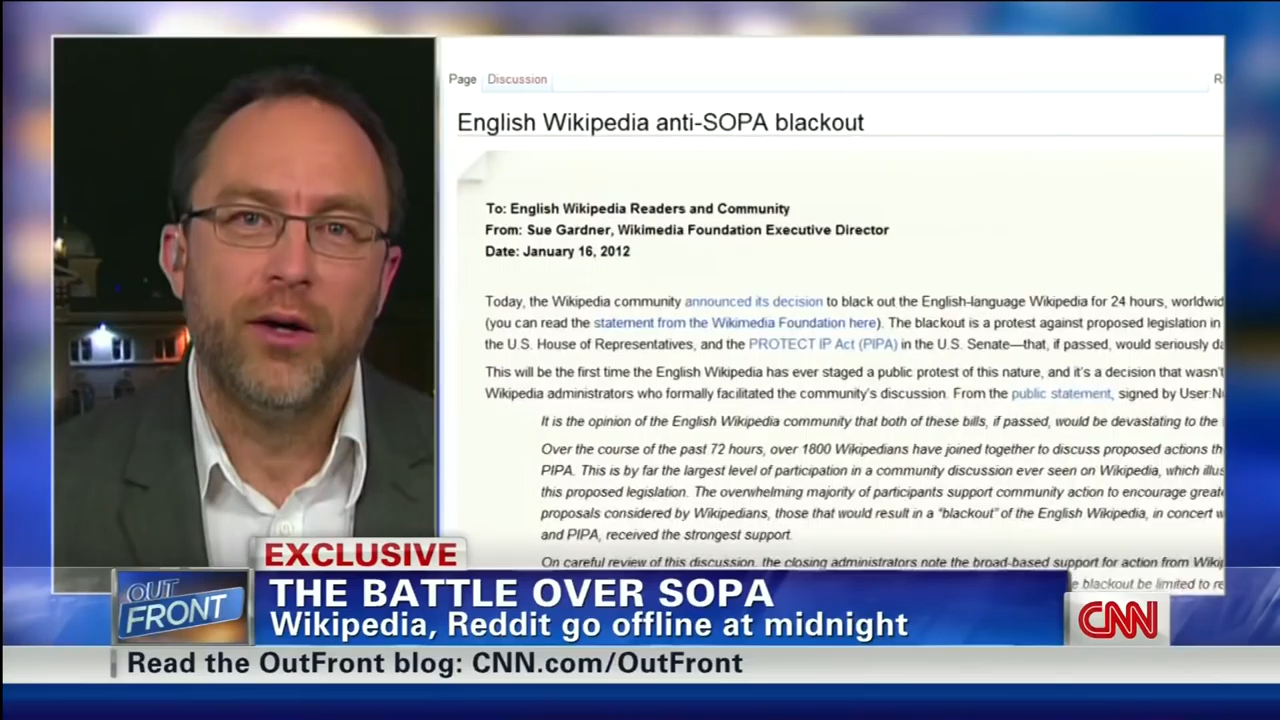 Page Discussion
English Wikipedia anti-SOPA blackout
To: English Wikipedia Readers and Community
From: Sue Gardner, Wikimedia Foundation Executive Director
Date: January 16, 2012
Today, the Wikipedia community announced its decision to black out the English-language Wikipedia for 24 hours,
(you can read the statement from the Wikimedia Foundation here). The blackout is a protest against proposed legislation in
the U.S. House of Representatives, and the PROTECT IP Act (PIPA) in the U.S. Senate—that, if passed, would seriously
This will be the first time the English Wikipedia has ever staged a public protest of this nature, and it's a decision that
Wikipedia administrators who formally facilitated the community's discussion. From the public statement, signed by
It is the opinion of the English Wikipedia community that both of these bills, if passed, would be devastating to the
Over the course of the past 72 hours, over 1800 Wikipedians have joined together to discuss proposed actions
PIPA. This is by far the largest level of participation in a community discussion ever seen on Wikipedia, which
this proposed legislation. The overwhelming majority of participants support community action to encourage
proposals considered by Wikipedians, those that would result in a "blackout" of the English Wikipedia, in concert
and PIPA, received the strongest support.
On careful review of this discussion, the closing administrators note the broad-based support for action from
blackout be limited to
EXCLUSIVE
OUT
FRONT
THE BATTLE OVER SOPA
Wikipedia, Reddit go offline at midnight
CNN
Read the OutFront blog: CNN.com/OutFront